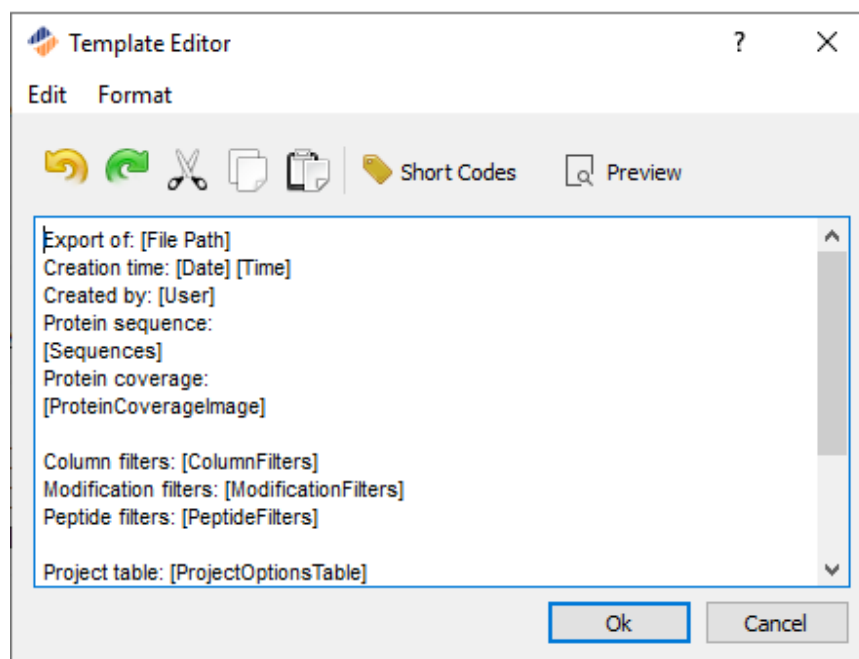 Template Editor ?
Edit Format
Short Codes Preview
Export of: [File Path]
Creation time: [Date] [Time]
Created by: [User]
Protein sequence:
[Sequences]
Protein coverage:
[ProteinCoverageImage]
Column filters: [ColumnFilters]
Modification filters: [ModificationFilters]
Peptide filters: [PeptideFilters]
Project table: [ProjectOptionsTable]
Ok Cancel